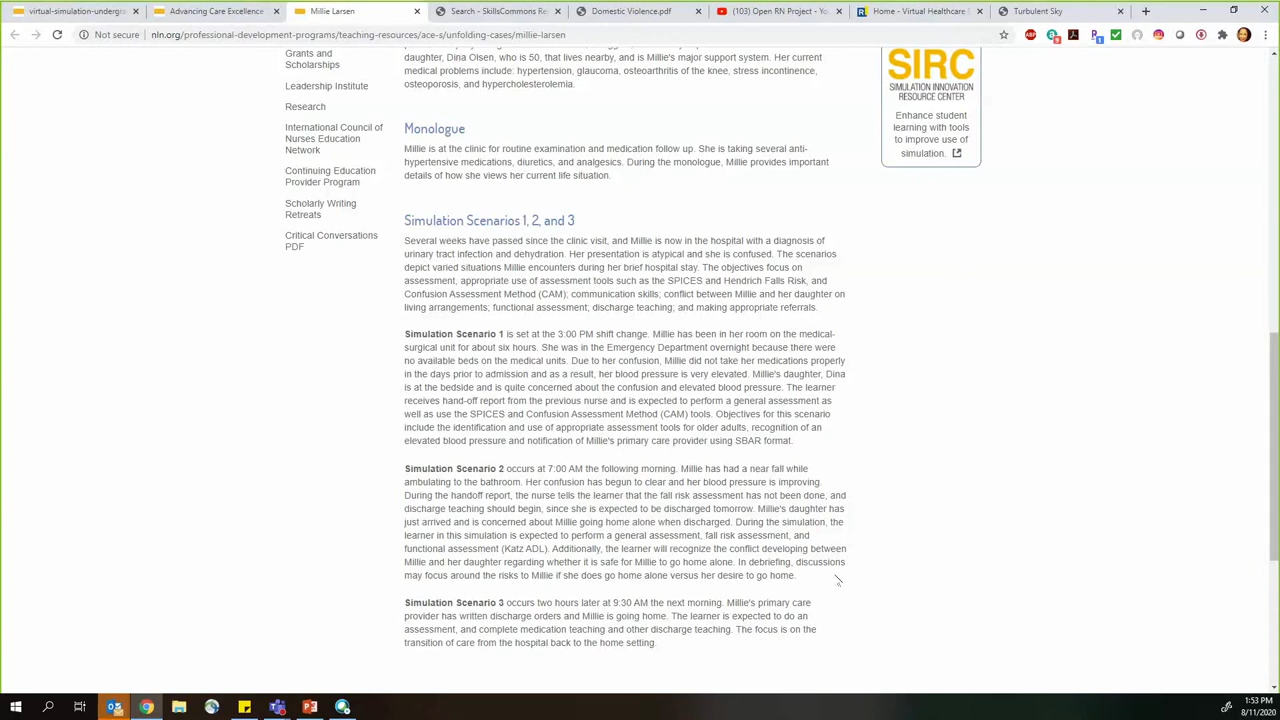 virtual-simulation-undergra
Advancing Care Excellence
Millie Larsen
Search - SkillsCommons Re
Domestic Violence.pdf
(103) Open RN Project - Yo
Home - Virtual Healthcare
Turbulent Sky
Not secure
nln.org/professional-development-programs/teaching-resources/ace-s/unfolding-cases/millie-larsen
Grants and
Scholarships
Leadership Institute
Research
International Council of
Nurses Education
Network
Continuing Education
Provider Program
Scholarly Writing
Retreats
Critical Conversations
PDF
daughter, Dina Olsen, who is 50, that lives nearby, and is Millie's major support system. Her current
medical problems include: hypertension, glaucoma, osteoarthritis of the knee, stress incontinence,
osteoporosis, and hypercholesterolemia.
Monologue
Millie is at the clinic for routine examination and medication follow up. She is taking several anti-
hypertensive medications, diuretics, and analgesics. During the monologue, Millie provides important
details of how she views her current life situation.
Simulation Scenarios 1, 2, and 3
Several weeks have passed since the clinic visit, and Millie is now in the hospital with a diagnosis of
urinary tract infection and dehydration. Her presentation is atypical and she is confused. The scenarios
depict varied situations Millie encounters during her brief hospital stay. The objectives focus on
assessment, appropriate use of assessment tools such as the SPICES and Hendrich Falls Risk, and
Confusion Assessment Method (CAM); communication skills; conflict between Millie and her daughter on
living arrangements; functional assessment; discharge teaching; and making appropriate referrals.
Simulation Scenario 1 is set at the 3:00 PM shift change. Millie has been in her room on the medical-
surgical unit for about six hours. She was in the Emergency Department overnight because there were
no available beds on the medical units. Due to her confusion, Millie did not take her medications properly
in the days prior to admission and as a result, her blood pressure is very elevated. Millie's daughter, Dina
is at the bedside and is quite concerned about the confusion and elevated blood pressure. The learner
receives hand-off report from the previous nurse and is expected to perform a general assessment as
well as use the SPICES and Confusion Assessment Method (CAM) tools. Objectives for this scenario
include the identification and use of appropriate assessment tools for older adults, recognition of an
elevated blood pressure and notification of Millie's primary care provider using SBAR format.
Simulation Scenario 2 occurs at 7:00 AM the following morning. Millie has had a near fall while
ambulating to the bathroom. Her confusion has begun to clear and her blood pressure is improving.
During the handoff report, the nurse tells the learner that the fall risk assessment has not been done, and
discharge teaching should begin, since she is expected to be discharged tomorrow. Millie's daughter has
just arrived and is concerned about Millie going home alone when discharged. During the simulation, the
learner in this simulation is expected to perform a general assessment, fall risk assessment, and
functional assessment (Katz ADL). Additionally, the learner will recognize the conflict developing between
Millie and her daughter regarding whether it is safe for Millie to go home alone. In debriefing, discussions
may focus around the risks to Millie if she does go home alone versus her desire to go home.
Simulation Scenario 3 occurs two hours later at 9:30 AM the next morning. Millie's primary care
provider has written discharge orders and Millie is going home. The learner is expected to do an
assessment, and complete medication teaching and other discharge teaching. The focus is on the
transition of care from the hospital back to the home setting.
SIRC
SIMULATION INNOVATION
RESOURCE CENTER
Enhance student
learning with tools
to improve use of
simulation.
1:53 PM
8/11/2020